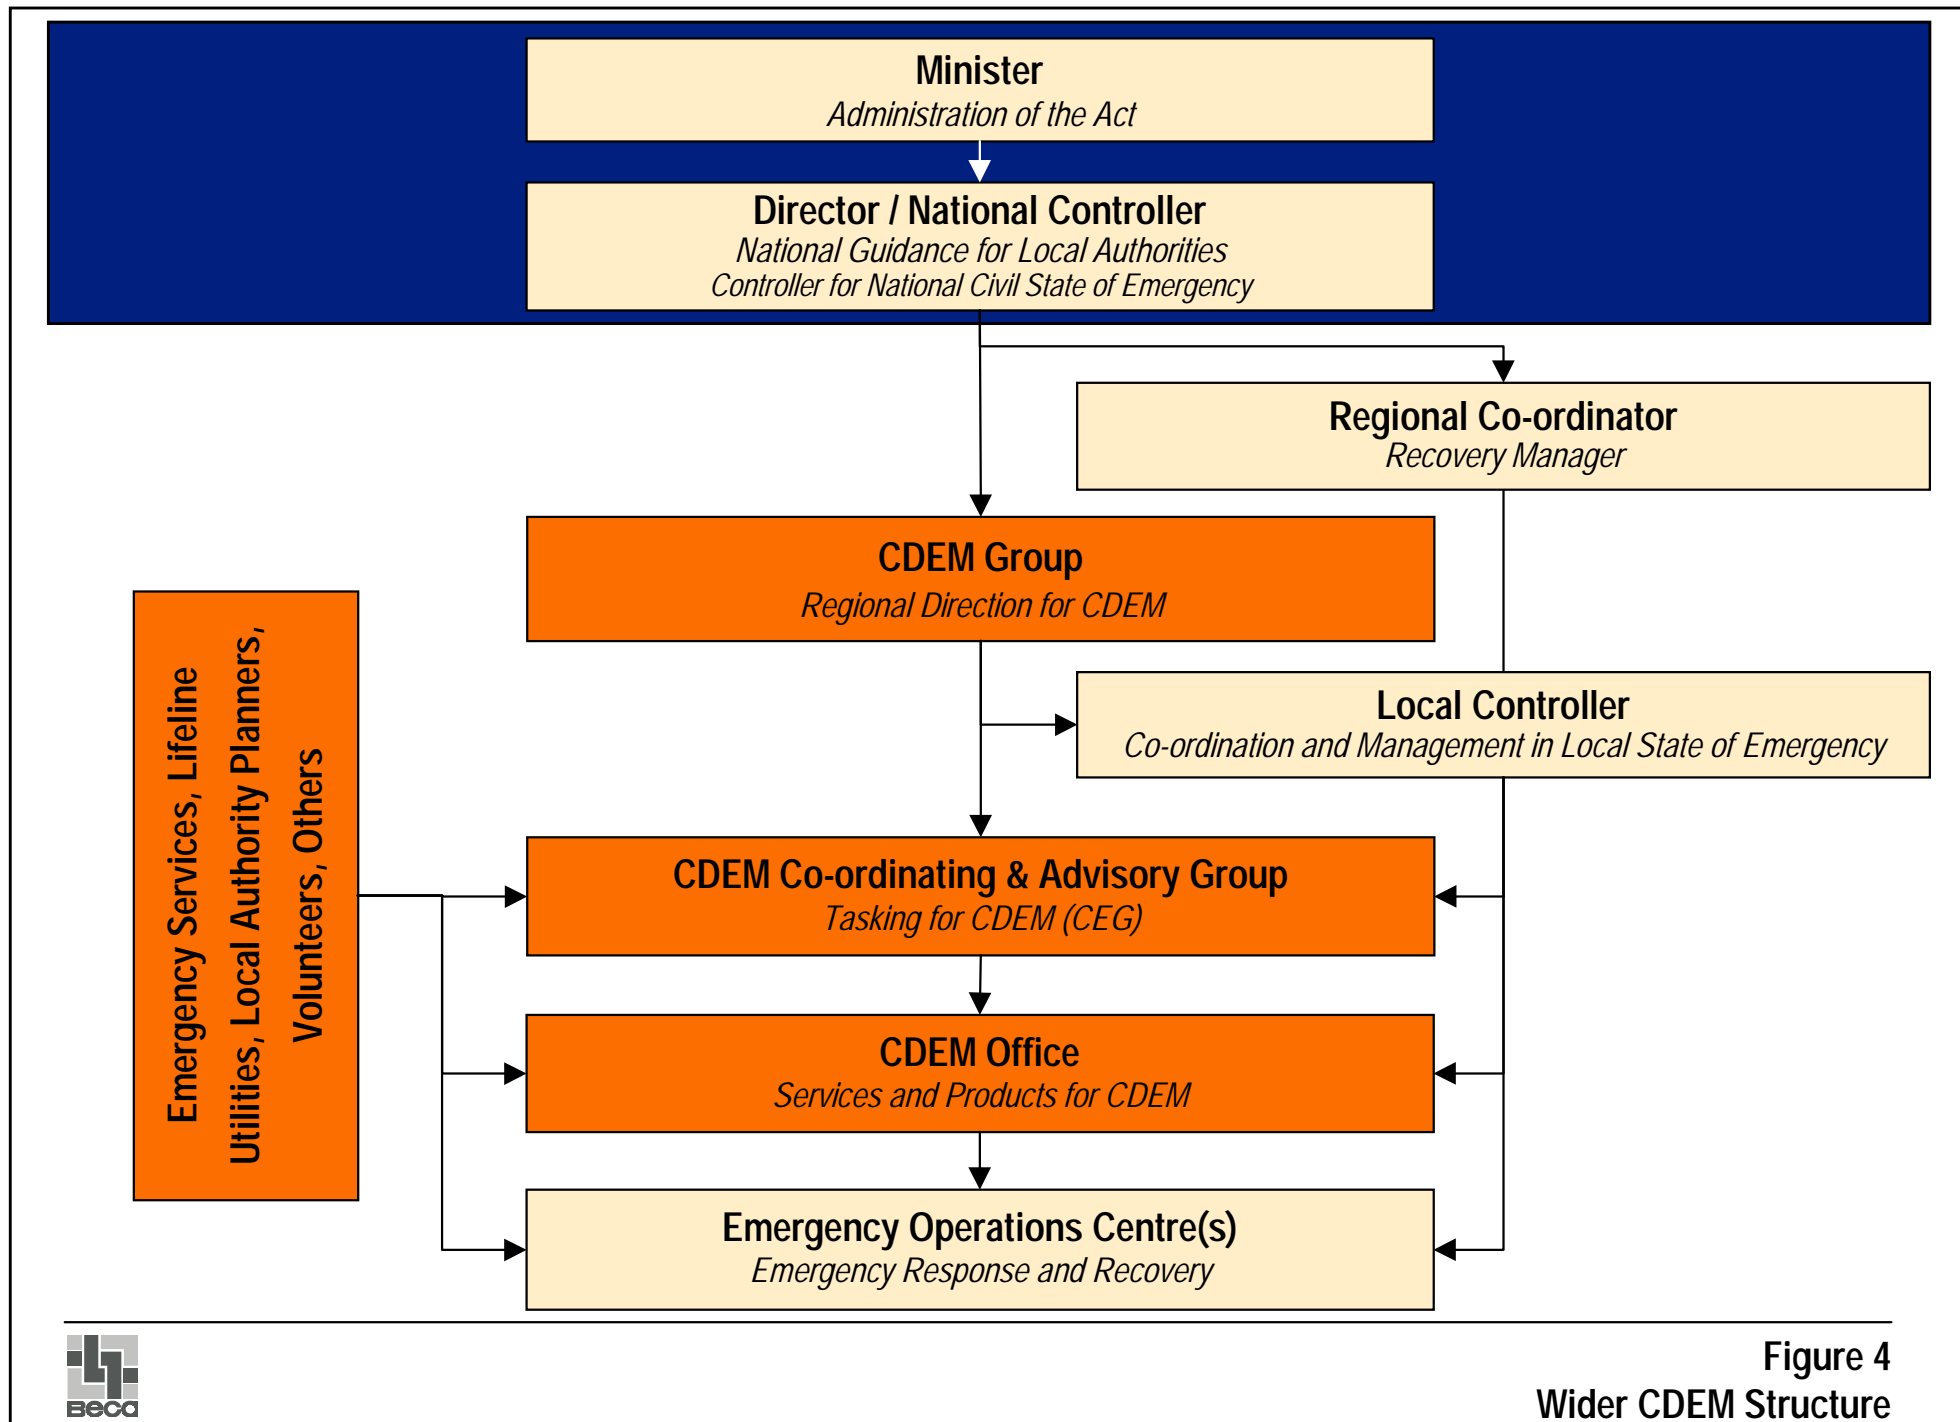 Minister
Administration of the Act
Director / National Controller
National Guidance for Local Authorities
Controller for National Civil State of Emergency
Regional Co-ordinator
Recovery Manager
CDEM Group
Regional Direction for CDEM
Emergency Services, Lifeline
Utilities, Local Authority Planners,
Volunteers, Others
Local Controller
Co-ordination and Management in Local State of Emergency
CDEM Co-ordinating & Advisory Group
Tasking for CDEM (CEG)
CDEM Office
Services and Products for CDEM
Emergency Operations Centre(s)
Emergency Response and Recovery
Beca
Figure 4
Wider CDEM Structure